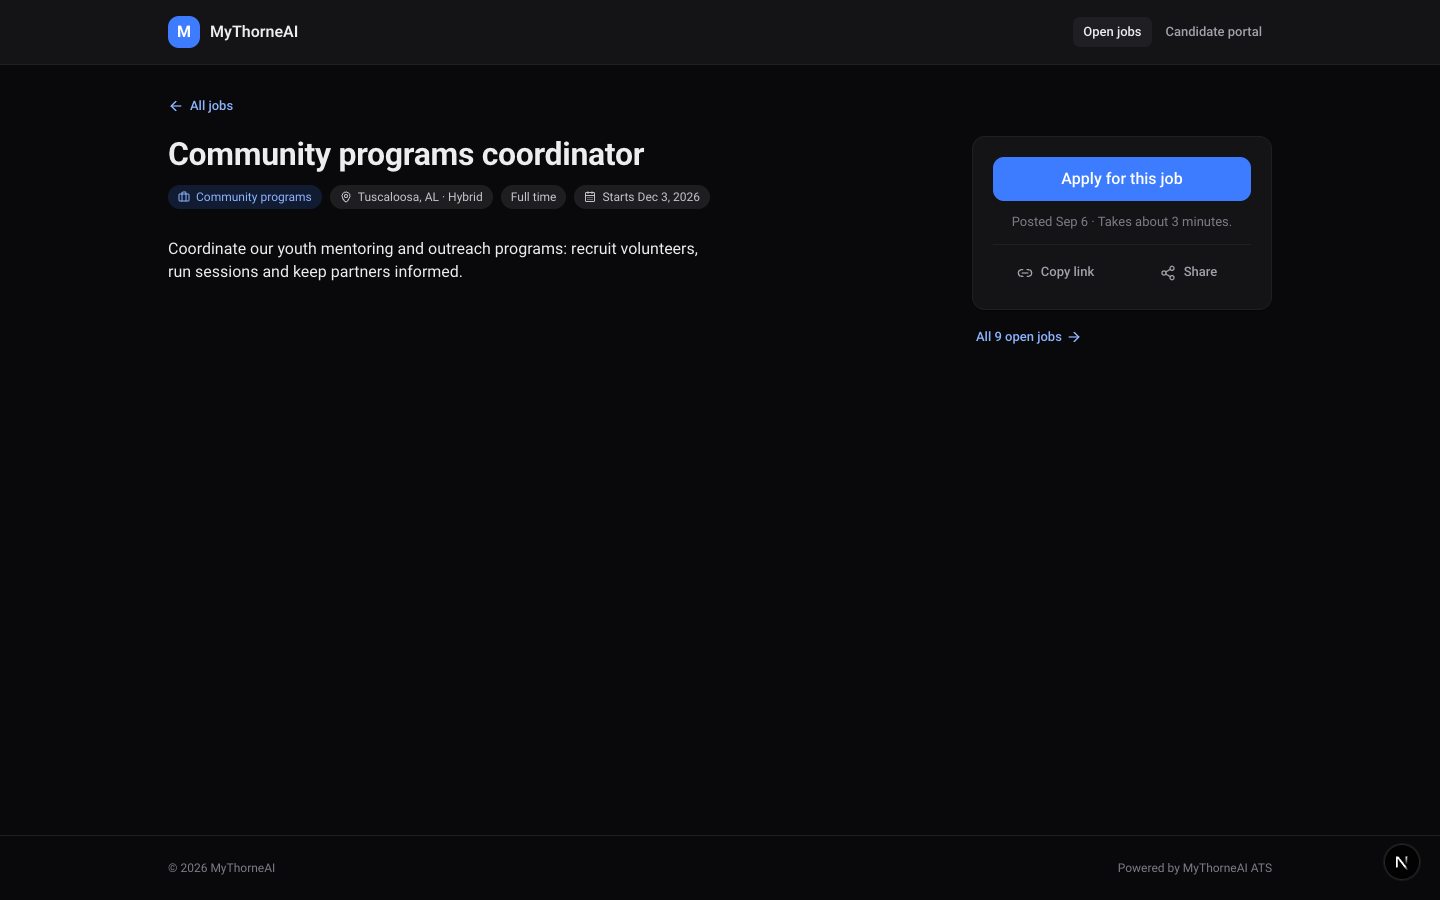 M MyThorneAI
Open jobs Candidate portal
All jobs
Community programs coordinator
Community programs Tuscaloosa, AL · Hybrid Full time Starts Dec 3, 2026
Coordinate our youth mentoring and outreach programs: recruit volunteers,
run sessions and keep partners informed.
Apply for this job
Posted Sep 6 · Takes about 3 minutes.
Copy link Share
All 9 open jobs
© 2026 MyThorneAI
Powered by MyThorneAI ATS
N